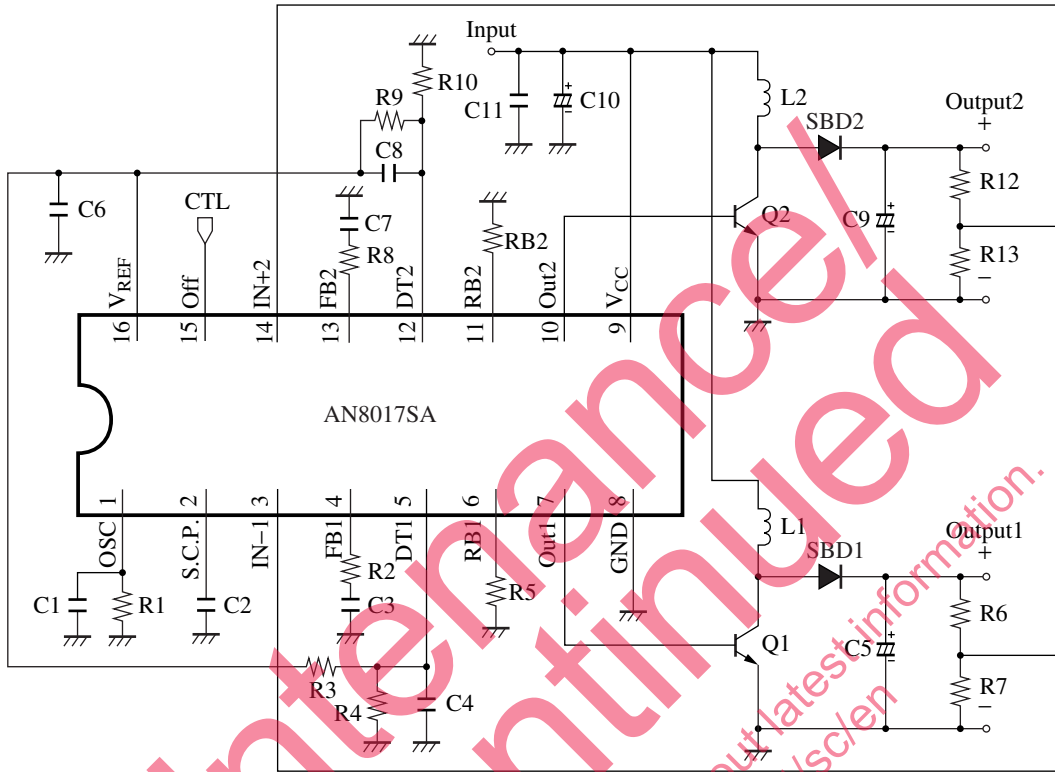 Input
R10
R9
C11
C10
L2
Output2
+
SBD2
C8
CTL
C6
C7
R8
RB2
Q2
C9
R12
R13
−
VREF
Off
IN+2
FB2
DT2
RB2
Out2
VCC
16
15
14
13
12
11
10
9
AN8017SA
1
2
3
4
5
6
7
8
OSC
S.C.P.
IN−1
FB1
DT1
RB1
Out1
GND
L1
SBD1
Output1
+
C1
R1
C2
R2
C3
R5
Q1
C5
R6
R7
−
R3
R4
C4
intenance/
ntinued
out latest information.
/sc/en